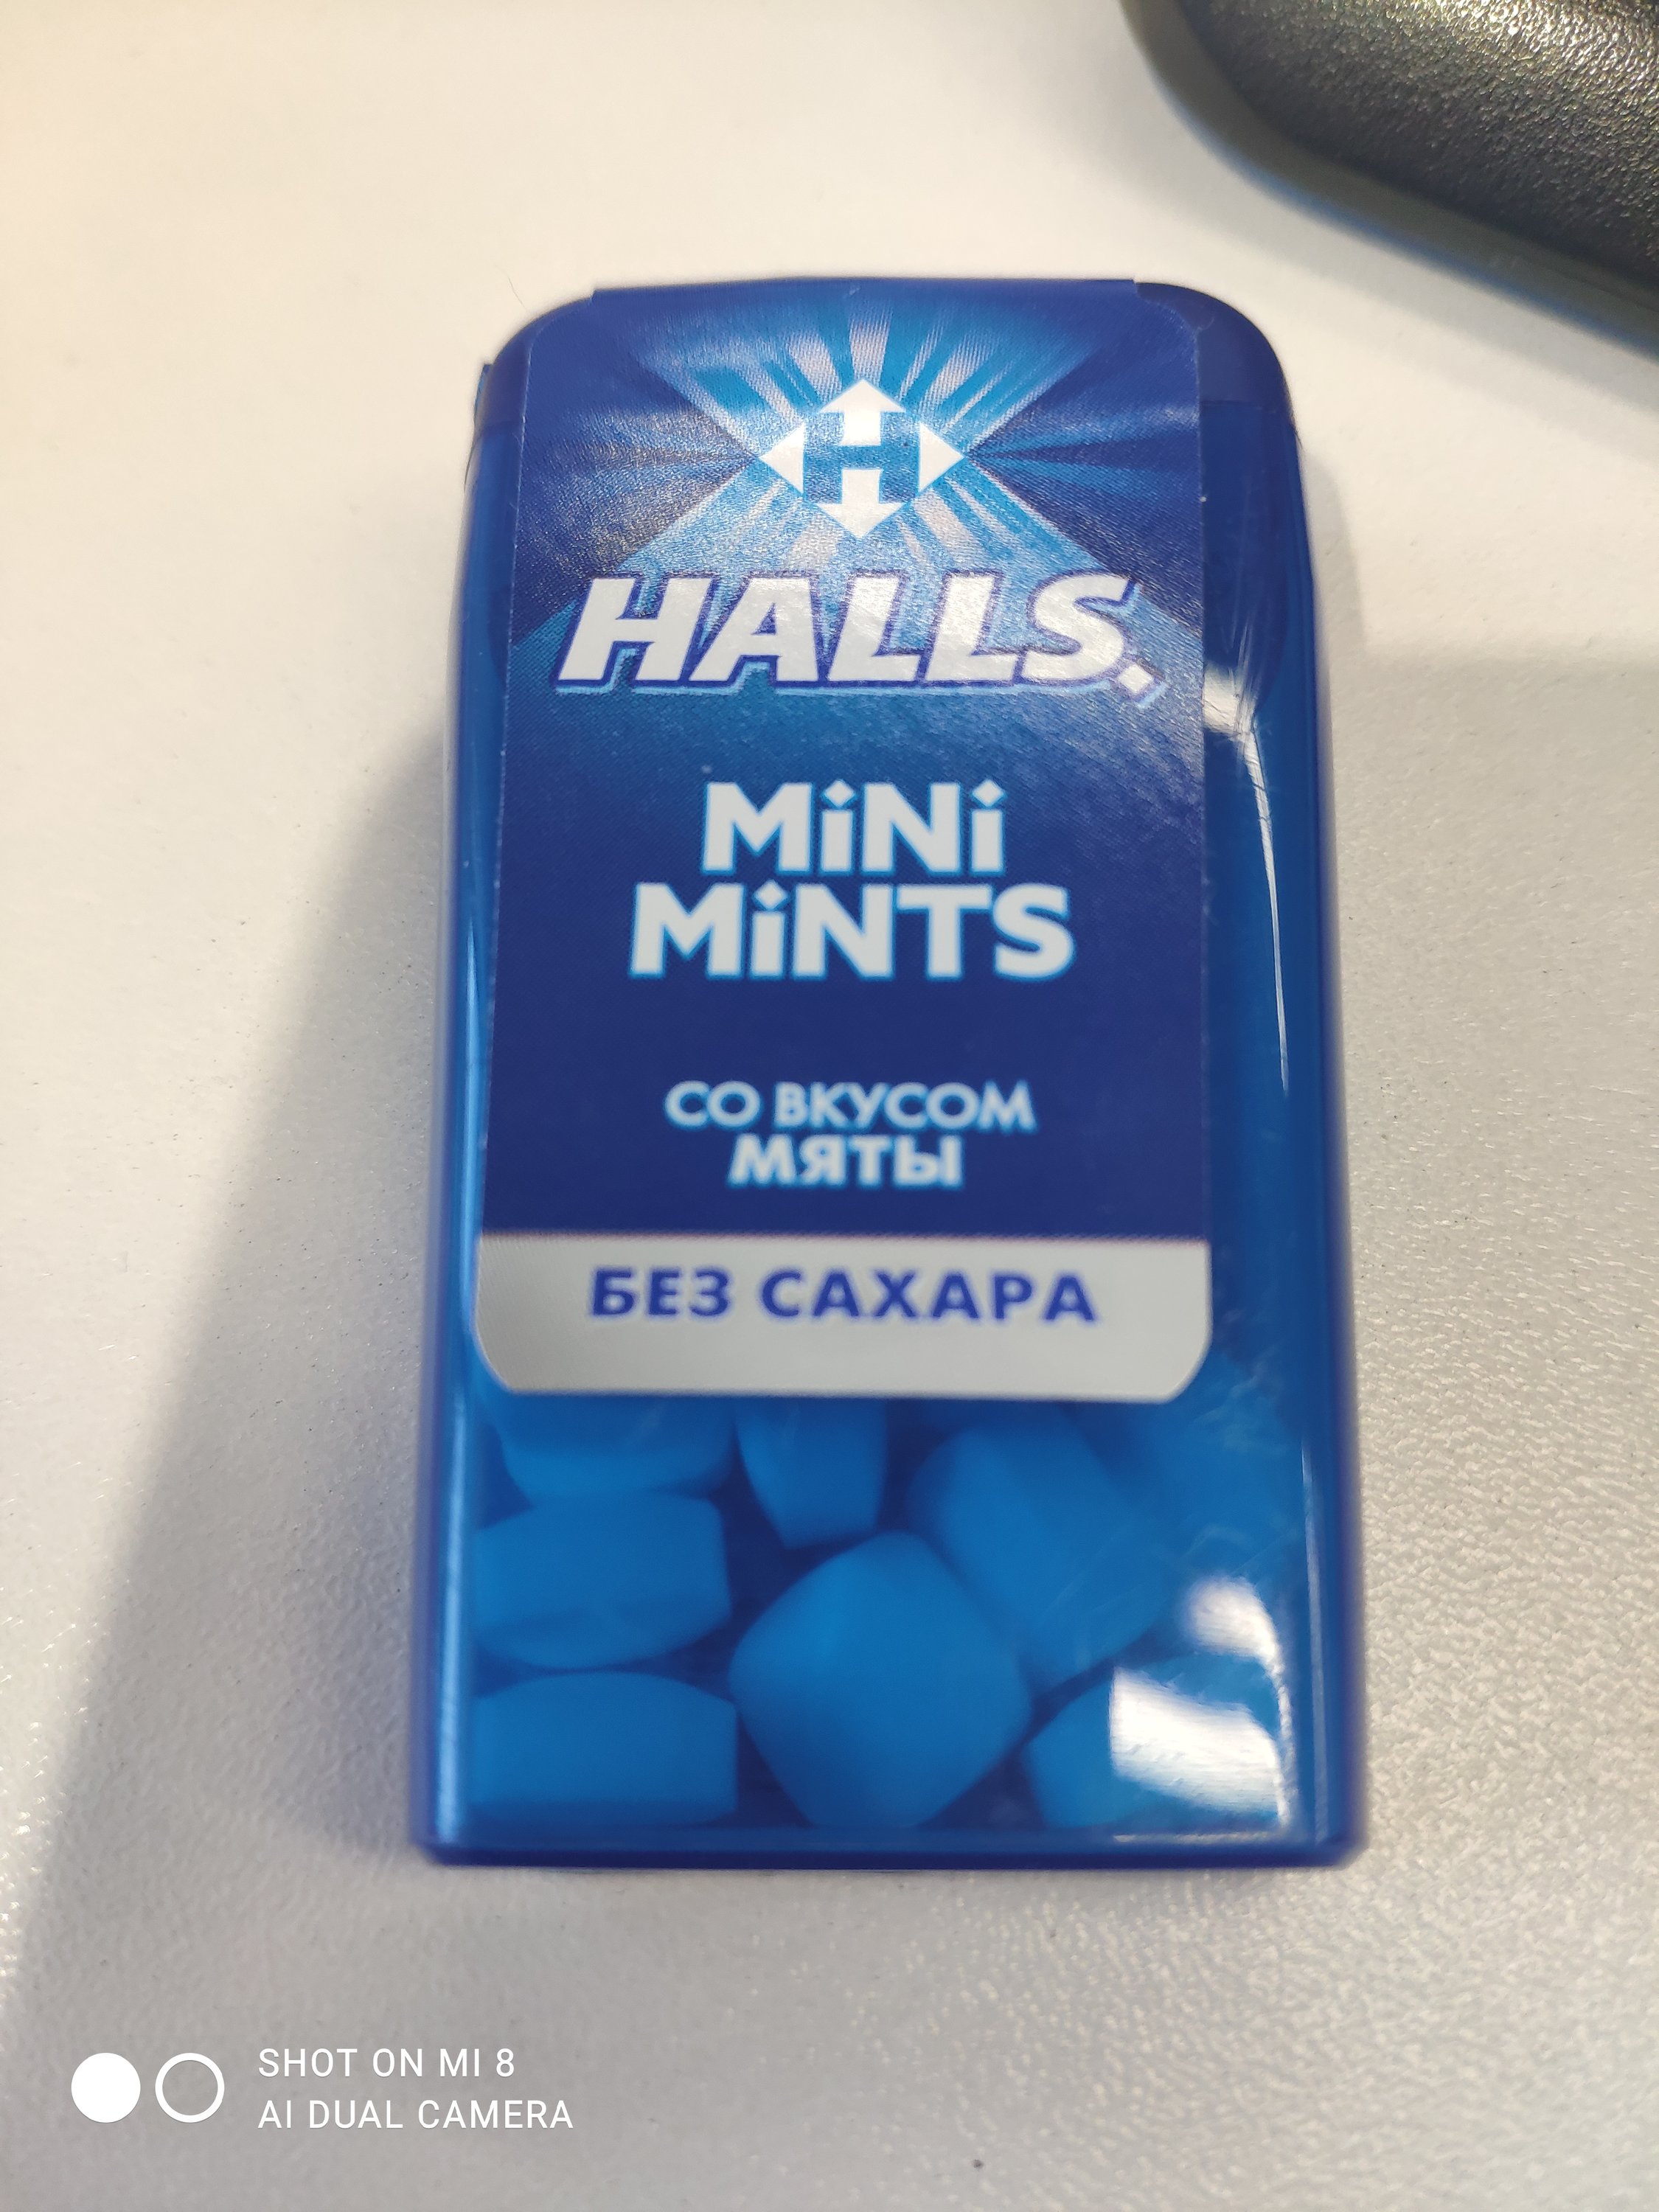 H
HALLS.
MiNi
MiNTS
СО ВКУСОМ
МЯТЫ
БЕЗ САХАРА
SHOT ON MI 8
AI DUAL CAMERA